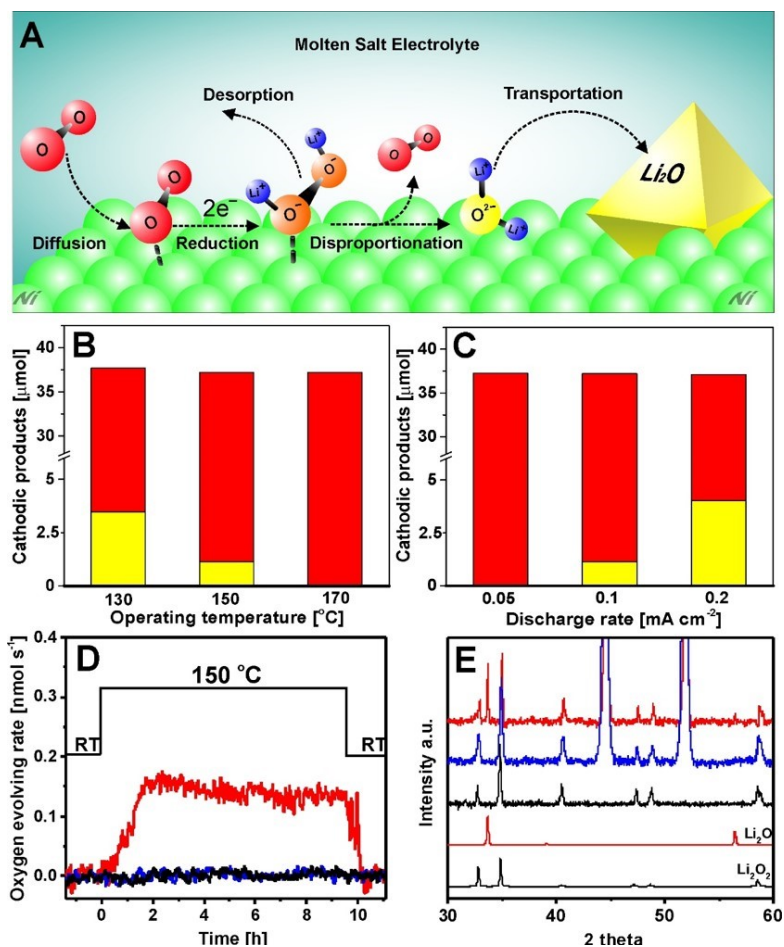 A
Molten Salt Electrolyte
Desorption
Transportation
O
O
Li⁺
O⁻
Li⁺
O⁻
O
O
Li⁺
O²⁻
Li⁺
Li₂O
O
O
2e⁻
Diffusion
Reduction
Disproportionation
Ni
Ni
B
Cathodic products [μmol]
40
35
30
5
2.5
0
130
150
170
Operating temperature [°C]
C
Cathodic products [μmol]
40
35
30
5
2.5
0
0.05
0.1
0.2
Discharge rate [mA cm⁻²]
D
Oxygen evolving rate [nmol s⁻¹]
0.4
0.3
0.2
0.1
0.0
150 °C
RT
RT
0
2
4
6
8
10
Time [h]
E
Intensity a.u.
Li₂O
Li₂O₂
30
40
50
60
2 theta